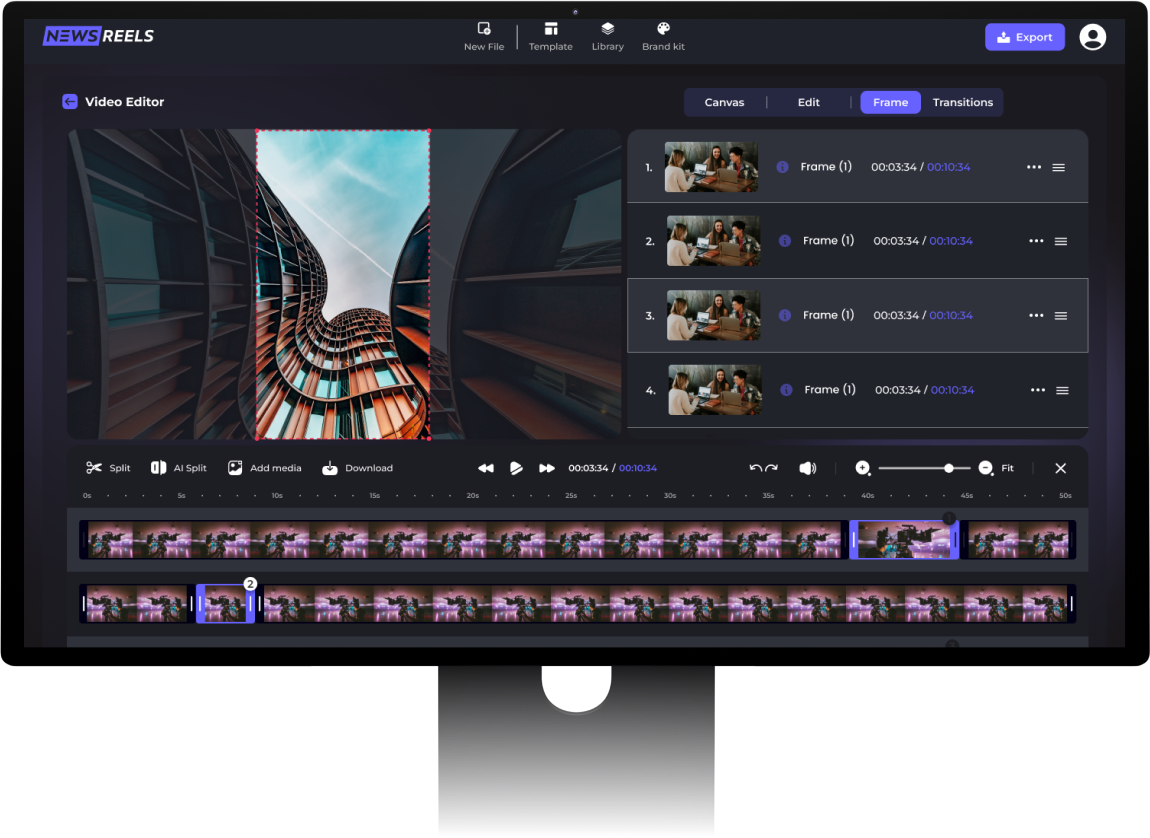 NEWS REELS
New File
Template
Library
Brand kit
Export
Video Editor
Canvas
Edit
Frame
Transitions
1. Frame (1) 00:03:34 / 00:10:34
2. Frame (1) 00:03:34 / 00:10:34
3. Frame (1) 00:03:34 / 00:10:34
4. Frame (1) 00:03:34 / 00:10:34
Split
AI Split
Add media
Download
00:03:34 / 00:10:34
Fit
0s 5s 10s 15s 20s 25s 30s 35s 40s 45s 50s
1
2